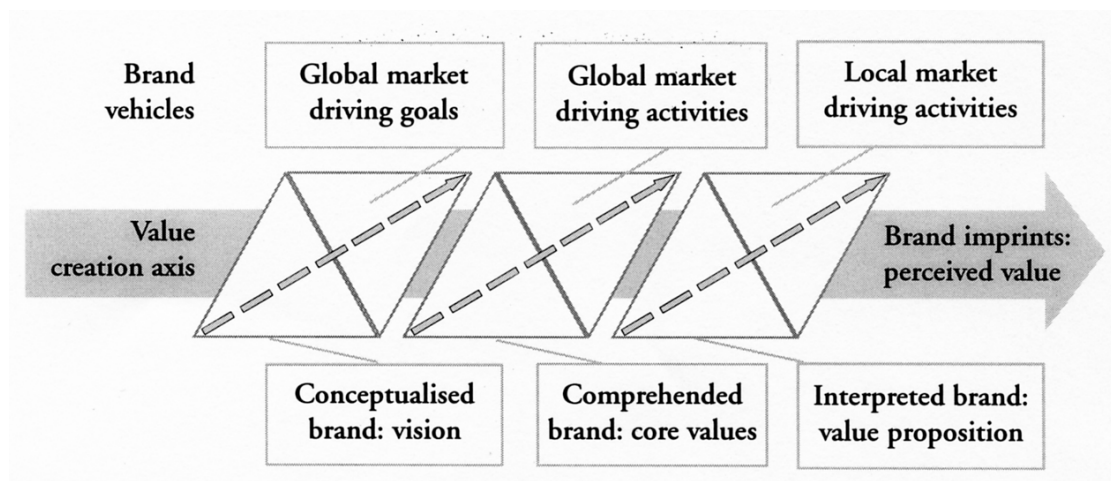 Brand
vehicles
Global market
driving goals
Global market
driving activities
Local market
driving activities
Value
creation axis
Brand imprints:
perceived value
Conceptualised
brand: vision
Comprehended
brand: core values
Interpreted brand:
value proposition